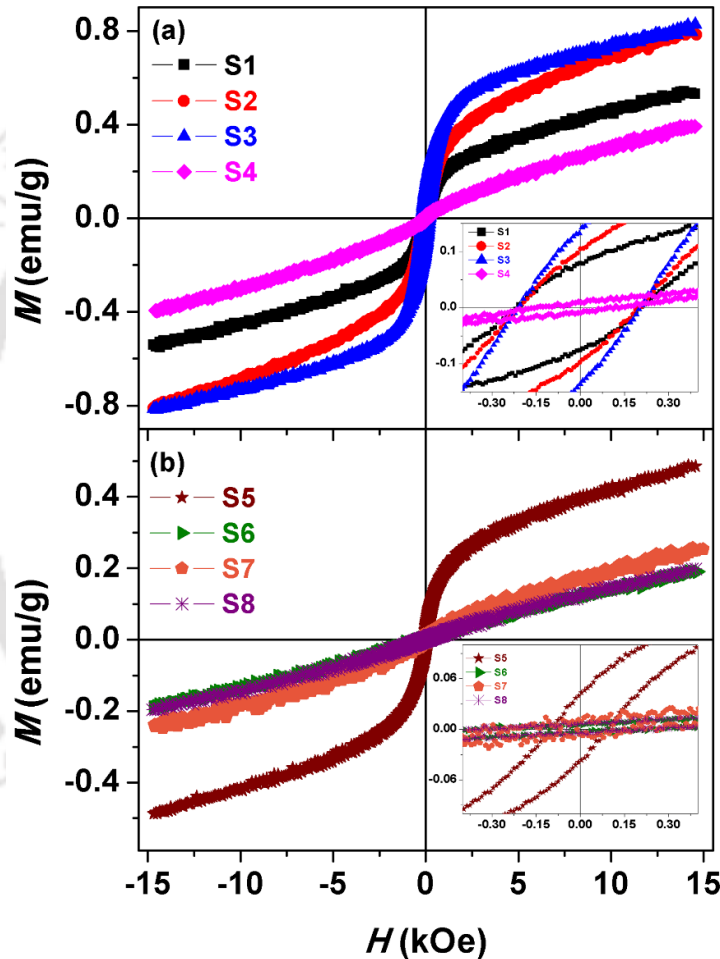 (a)
S1
S2
S3
S4
0.8
0.4
0.0
-0.4
-0.8
M (emu/g)
S1
S2
S3
S4
0.1
0.0
-0.1
-0.30 -0.15 0.00 0.15 0.30
(b)
S5
S6
S7
S8
0.4
0.2
0.0
-0.2
-0.4
M (emu/g)
S5
S6
S7
S8
0.06
0.00
-0.06
-0.30 -0.15 0.00 0.15 0.30
-15 -10 -5 0 5 10 15
H (kOe)